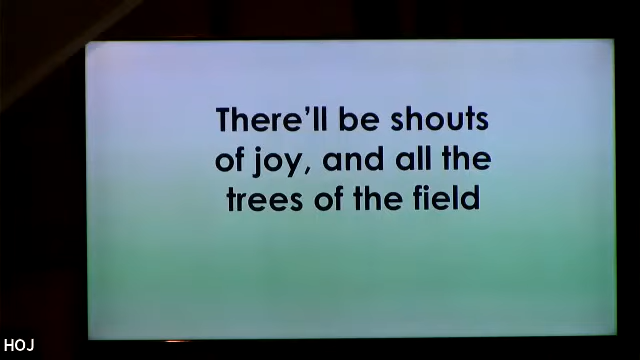 There'll be shouts
of joy, and all the
trees of the field
HOJ